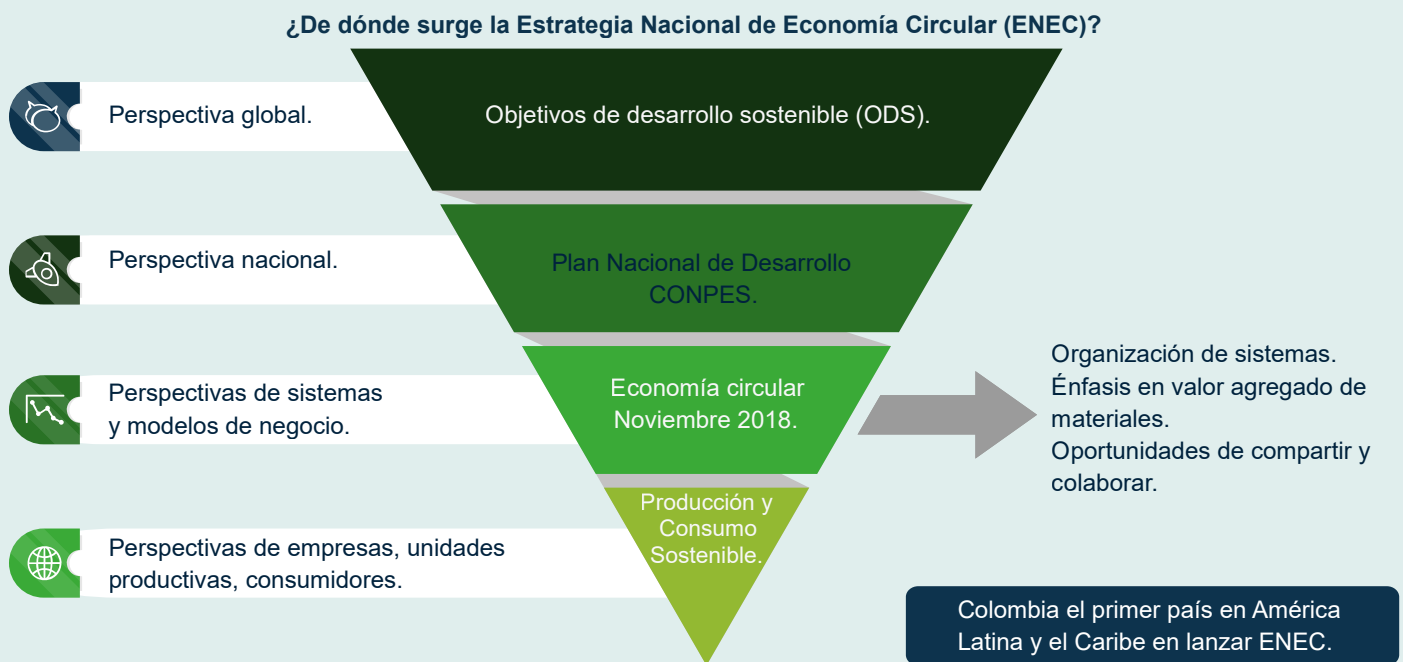 ¿De dónde surge la Estrategia Nacional de Economía Circular (ENEC)?
Perspectiva global.
Objetivos de desarrollo sostenible (ODS).
Perspectiva nacional.
Plan Nacional de Desarrollo
CONPES.
Perspectivas de sistemas
y modelos de negocio.
Economía circular
Noviembre 2018.
Organización de sistemas.
Énfasis en valor agregado de
materiales.
Oportunidades de compartir y
colaborar.
Perspectivas de empresas, unidades
productivas, consumidores.
Producción y
Consumo
Sostenible.
Colombia el primer país en América
Latina y el Caribe en lanzar ENEC.